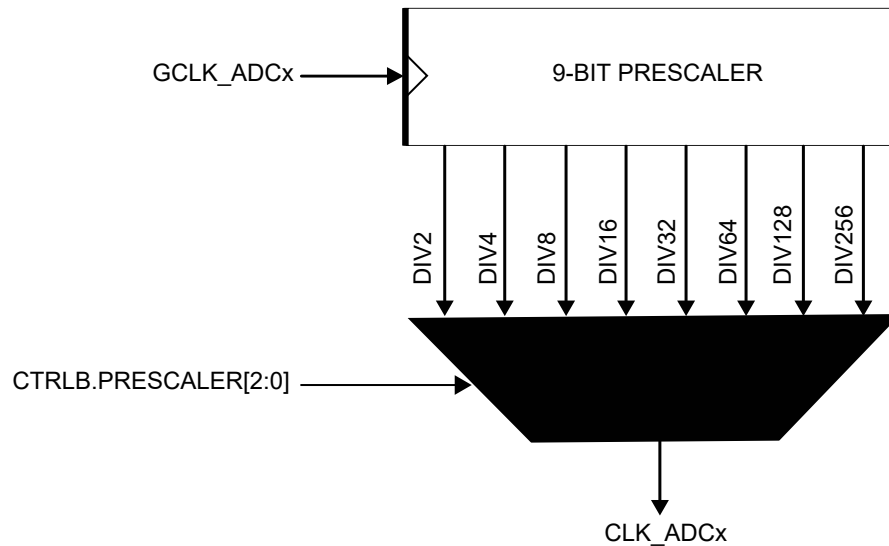 GCLK_ADCx
9-BIT PRESCALER
DIV2
DIV4
DIV8
DIV16
DIV32
DIV64
DIV128
DIV256
CTRLB.PRESCALER[2:0]
CLK_ADCx